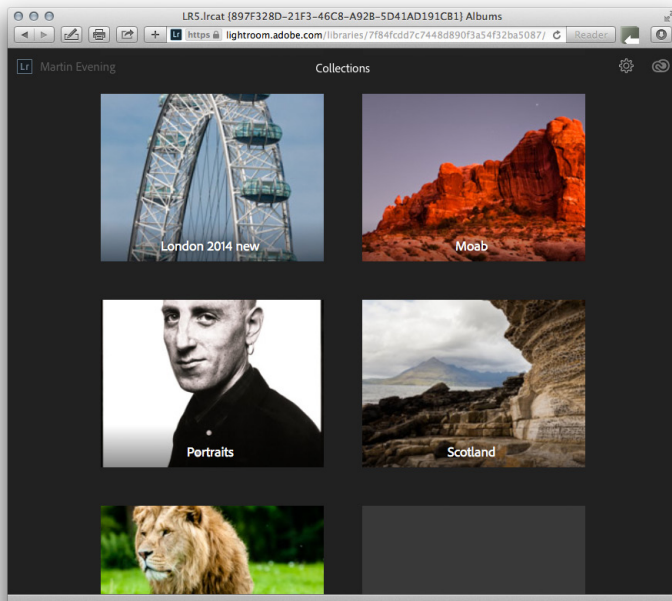 LR5.lrcat {897F328D-21F3-46C8-A92B-5D41AD191CB1} Albums
+ Lr https lightroom.adobe.com/libraries/7f84fcdd7c7448d890f3a54f32ba5087/ Reader
Lr Martin Evening
Collections
London 2014 new
Moab
Portraits
Scotland